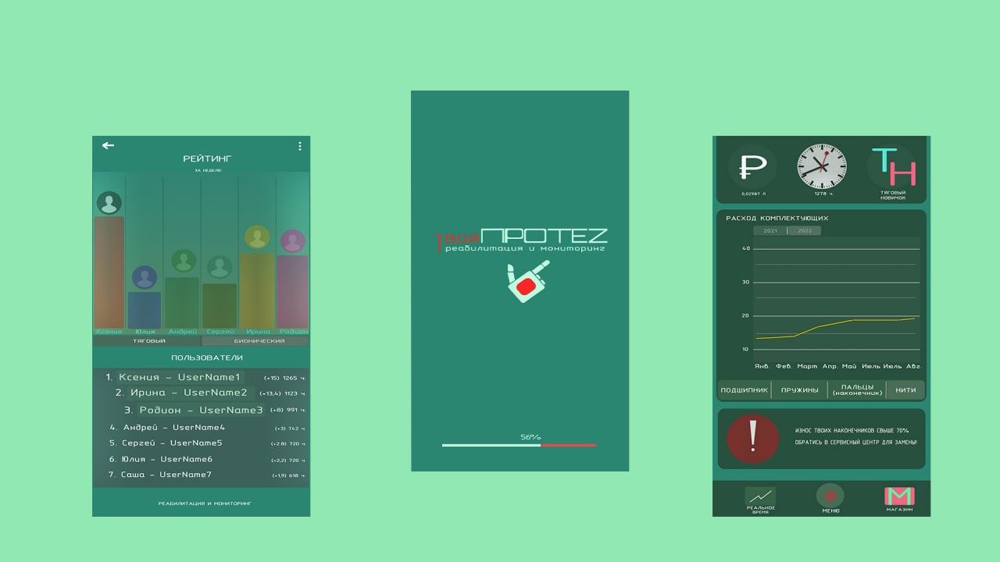 РЕЙТИНГ
ЗА НЕДЕЛЮ
Ксения Юлия Андрей Сергей Ирина Родион
ТЯГОВЫЙ БИОНИЧЕСКИЙ
ПОЛЬЗОВАТЕЛИ
1. Ксения – UserName1 (+15) 1265 ч.
2. Ирина – UserName2 (+13,4) 1123 ч.
3. Родион – UserName3 (+8) 991 ч.
4. Андрей – UserName4 (+3) 742 ч.
5. Сергей – UserName5 (+2.8) 720 ч.
6. Юлия – UserName6 (+2,2) 720 ч.
7. Саша – UserName7 (+1,9) 618 ч.
РЕАБИЛИТАЦИЯ И МОНИТОРИНГ
ТВОЙ ПРОТЕZ
реабилитация и мониторинг
56%
₽ ТН
0,02987 Л 1278 ч. ТЯГОВЫЙ
НОВИЧОК
РАСХОД КОМПЛЕКТУЮЩИХ
2021 | 2022
40
30
20
10
Янв. Фев. Март Апр. Май Июль Июль Авг.
ПОДШИПНИК ПРУЖИНЫ ПАЛЬЦЫ (наконечник) НИТИ
!
ИЗНОС ТВОИХ НАКОНЕЧНИКОВ СВЫШЕ 70%
ОБРАТИСЬ В СЕРВИСНЫЙ ЦЕНТР ДЛЯ ЗАМЕНЫ!
М
РЕАЛЬНОЕ ВРЕМЯ МЕНЮ МАГАЗИН